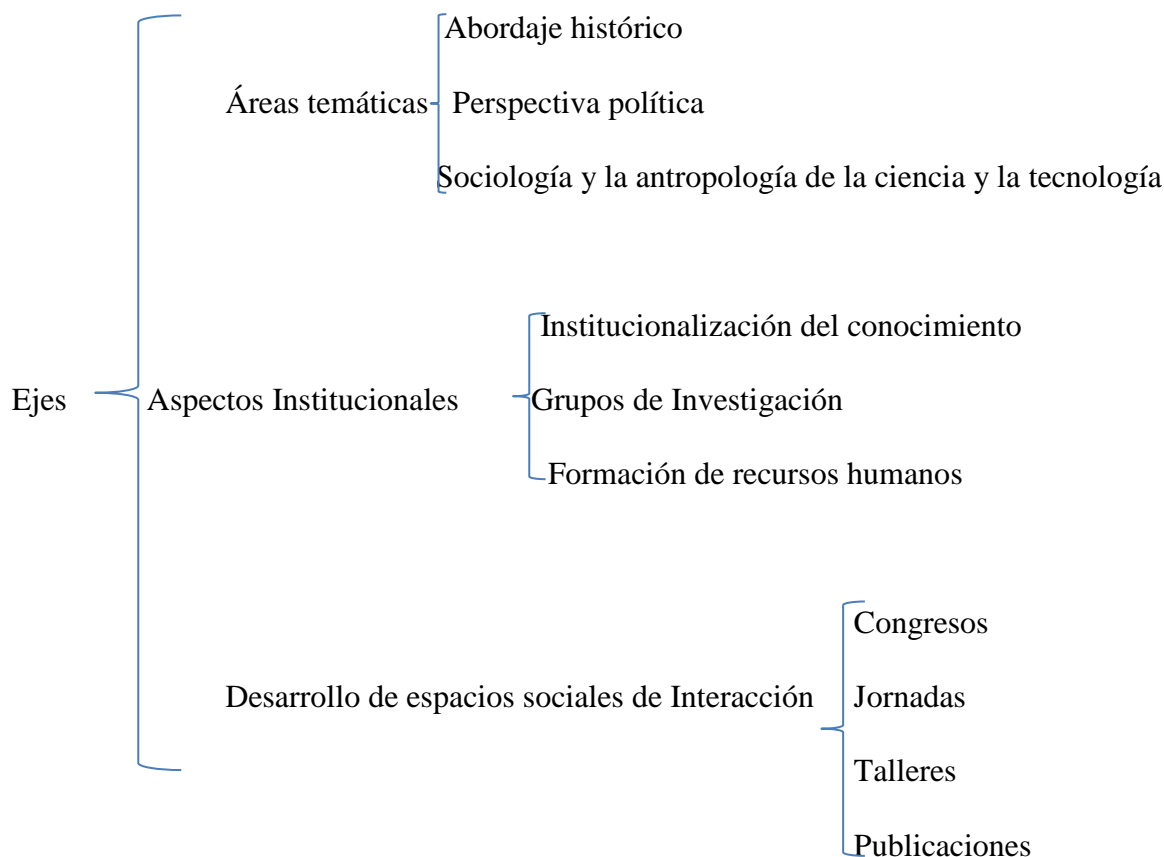 Abordaje histórico
Áreas temáticas
Perspectiva política
Sociología y la antropología de la ciencia y la tecnología
Institucionalización del conocimiento
Ejes
Aspectos Institucionales
Grupos de Investigación
Formación de recursos humanos
Congresos
Desarrollo de espacios sociales de Interacción
Jornadas
Talleres
Publicaciones